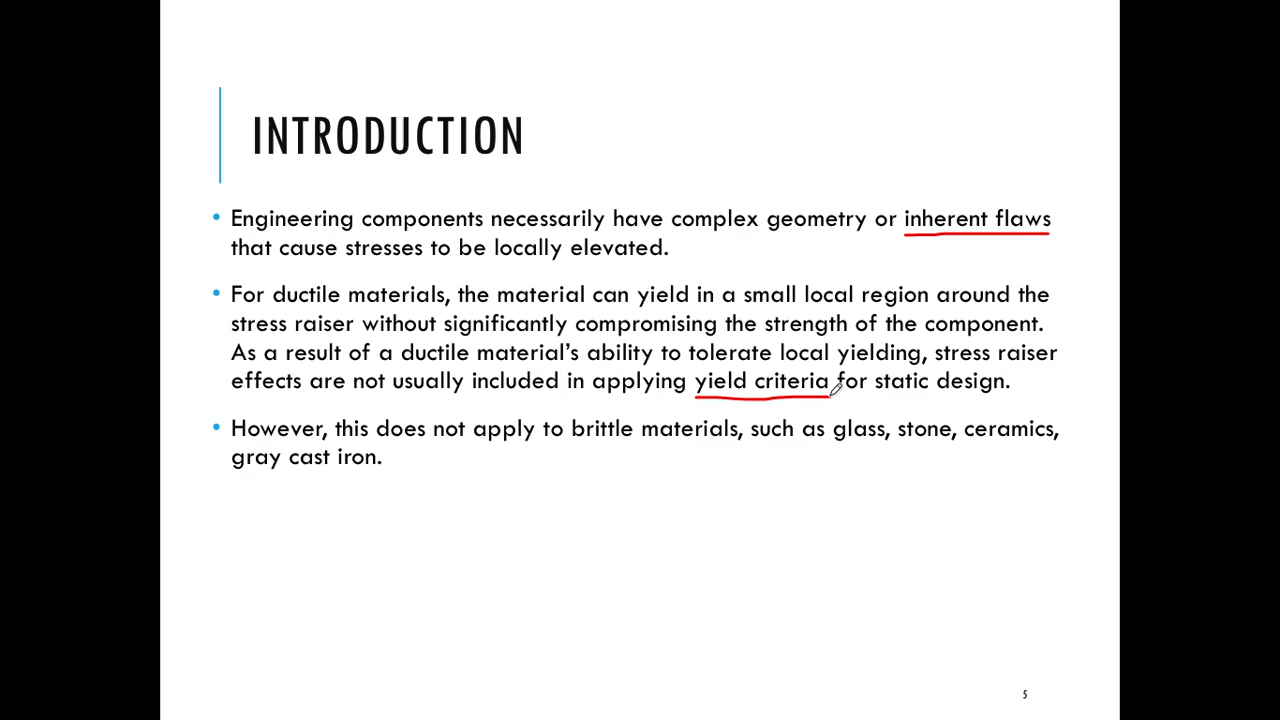 INTRODUCTION
• Engineering components necessarily have complex geometry or inherent flaws
that cause stresses to be locally elevated.
• For ductile materials, the material can yield in a small local region around the
stress raiser without significantly compromising the strength of the component.
As a result of a ductile material's ability to tolerate local yielding, stress raiser
effects are not usually included in applying yield criteria for static design.
• However, this does not apply to brittle materials, such as glass, stone, ceramics,
gray cast iron.
5